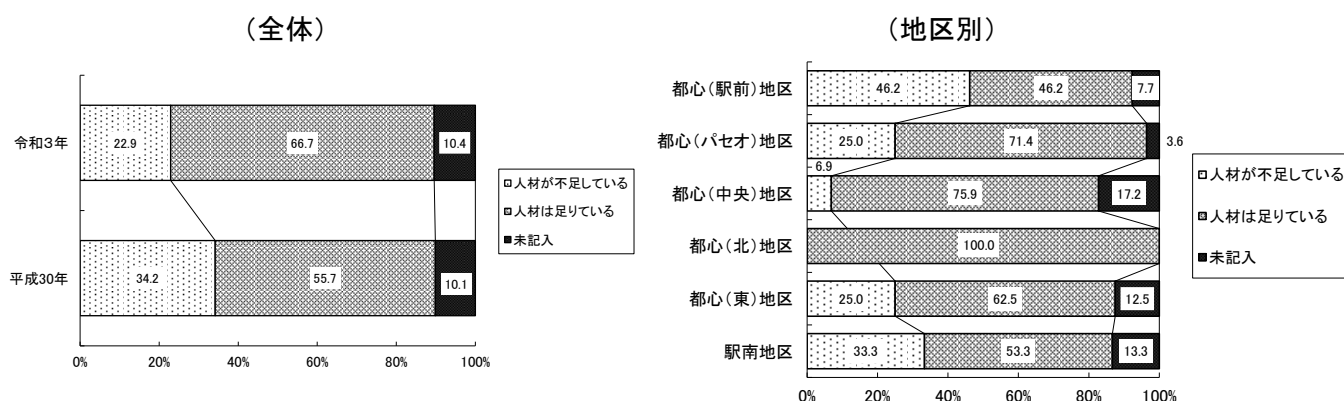 （全体）
令和3年
22.9
66.7
10.4
平成30年
34.2
55.7
10.1
0%
20%
40%
60%
80%
100%
人材が不足している
人材は足りている
未記入
（地区別）
都心（駅前）地区
46.2
46.2
7.7
都心（パセオ）地区
25.0
71.4
3.6
都心（中央）地区
6.9
75.9
17.2
都心（北）地区
100.0
都心（東）地区
25.0
62.5
12.5
駅南地区
33.3
53.3
13.3
0%
20%
40%
60%
80%
100%
人材が不足している
人材は足りている
未記入